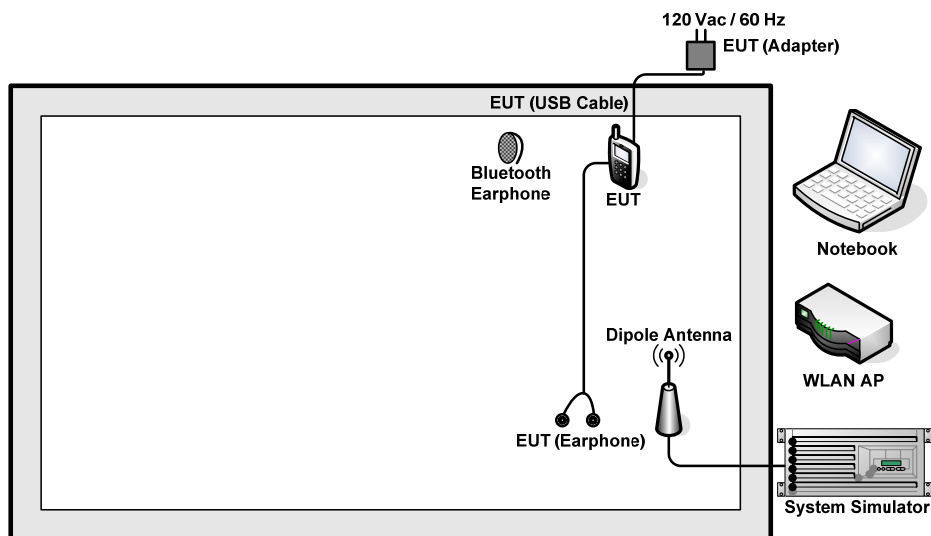 120 Vac / 60 Hz
EUT (Adapter)
EUT (USB Cable)
Bluetooth
Earphone
EUT
Notebook
Dipole Antenna
WLAN AP
EUT (Earphone)
System Simulator